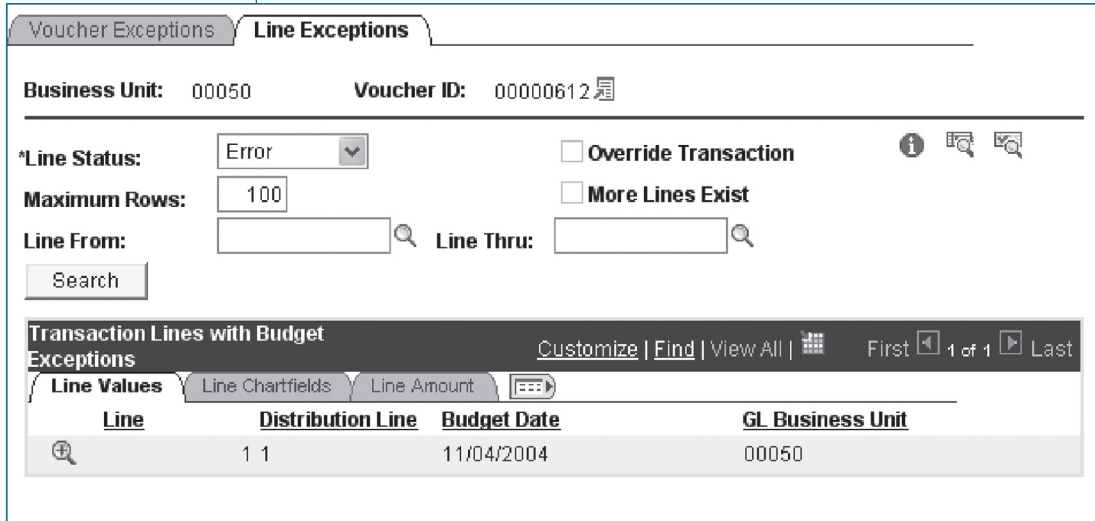 Voucher Exceptions Line Exceptions
Business Unit: 00050 Voucher ID: 00000612
*Line Status: Error Override Transaction
Maximum Rows: 100 More Lines Exist
Line From: Line Thru:
Search
Transaction Lines with Budget
Exceptions
Customize | Find | View All | First 1 of 1 Last
Line Values Line Chartfields Line Amount
Line Distribution Line Budget Date GL Business Unit
1 1 11/04/2004 00050